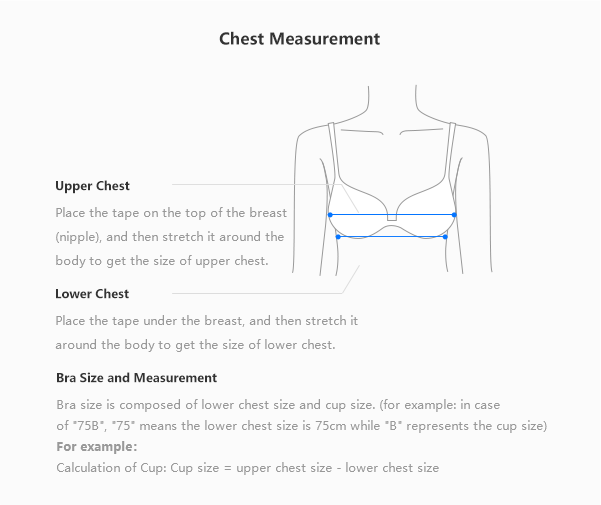 Chest Measurement
Upper Chest
Place the tape on the top of the breast
(nipple), and then stretch it around the
body to get the size of upper chest.
Lower Chest
Place the tape under the breast, and then stretch it
around the body to get the size of lower chest.
Bra Size and Measurement
Bra size is composed of lower chest size and cup size. (for example: in case
of "75B", "75" means the lower chest size is 75cm while "B" represents the cup size)
For example:
Calculation of Cup: Cup size = upper chest size - lower chest size